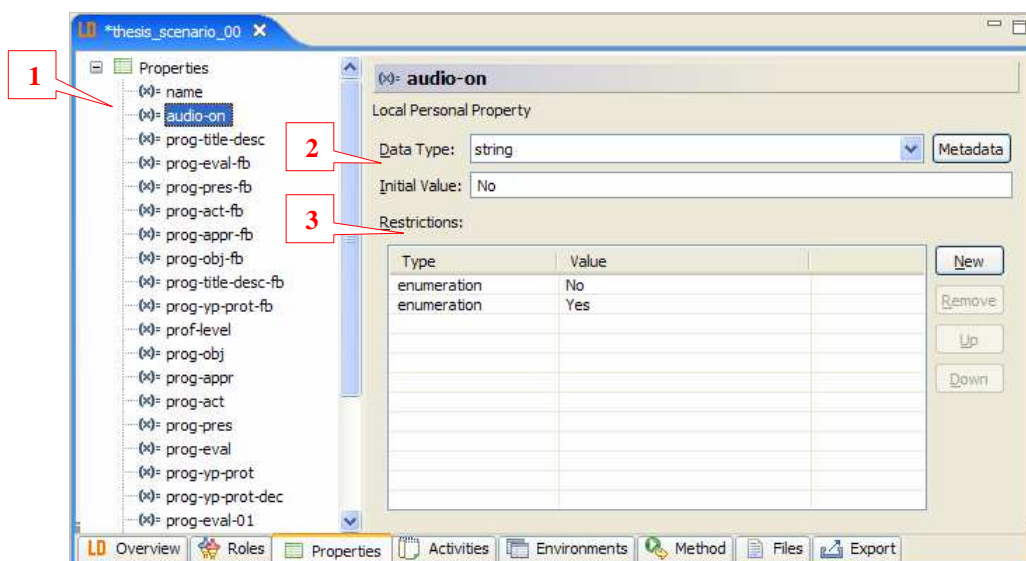 LD *thesis_scenario_00 X
1
Properties
(x)= name
(x)= audio-on
(x)= prog-title-desc
(x)= prog-eval-fb
(x)= prog-pres-fb
(x)= prog-act-fb
(x)= prog-appr-fb
(x)= prog-obj-fb
(x)= prog-title-desc-fb
(x)= prog-yp-prot-fb
(x)= prof-level
(x)= prog-obj
(x)= prog-appr
(x)= prog-act
(x)= prog-pres
(x)= prog-eval
(x)= prog-yp-prot
(x)= prog-yp-prot-dec
(x)= prog-eval-01
(x)= audio-on
Local Personal Property
2
Data Type: string Metadata
Initial Value: No
3
Restrictions:
Type Value
enumeration No
enumeration Yes
New
Remove
Up
Down
LD Overview Roles Properties Activities Environments Method Files Export